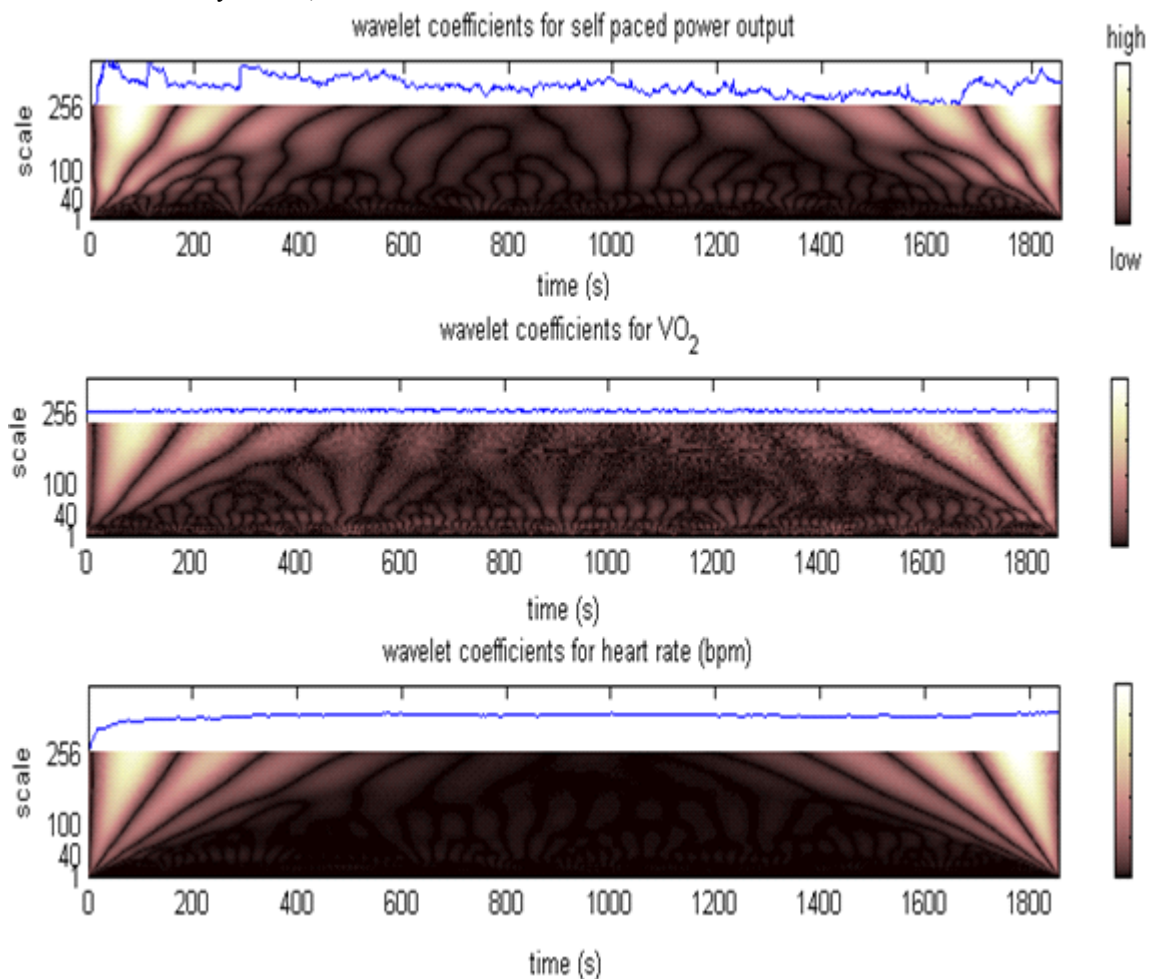 wavelet coefficients for self paced power output
high
256
scale
100
40
1
0 200 400 600 800 1000 1200 1400 1600 1800
low
time (s)
wavelet coefficients for VO2
256
scale
100
40
1
0 200 400 600 800 1000 1200 1400 1600 1800
time (s)
wavelet coefficients for heart rate (bpm)
256
scale
100
40
1
0 200 400 600 800 1000 1200 1400 1600 1800
time (s)